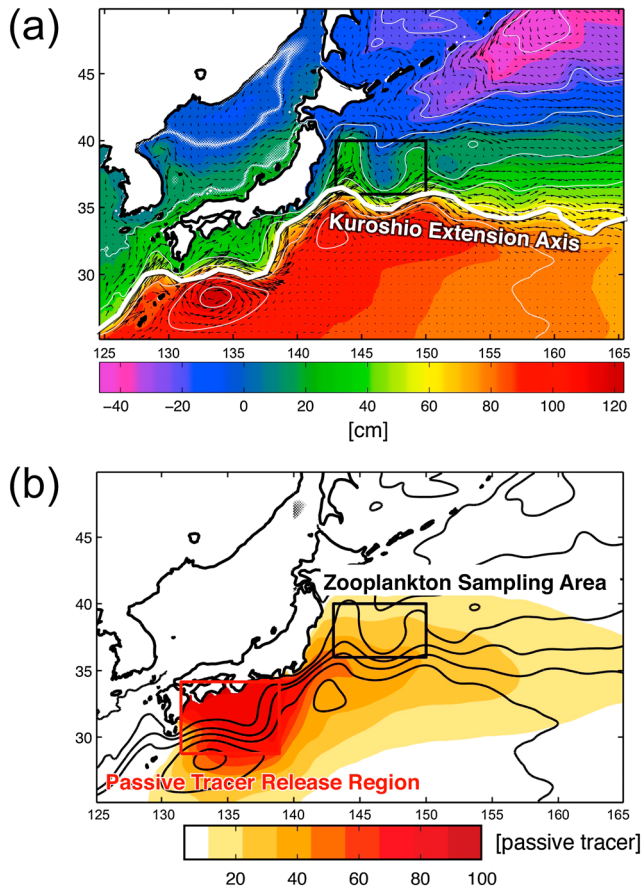 (a)
45
40
35
30
Kuroshio Extension Axis
125 130 135 140 145 150 155 160 165
−40 −20 0 20 40 60 80 100 120
[cm]
(b)
45
40
35
30
Zooplankton Sampling Area
Passive Tracer Release Region
125 130 135 140 145 150 155 160 165
[passive tracer]
20 40 60 80 100